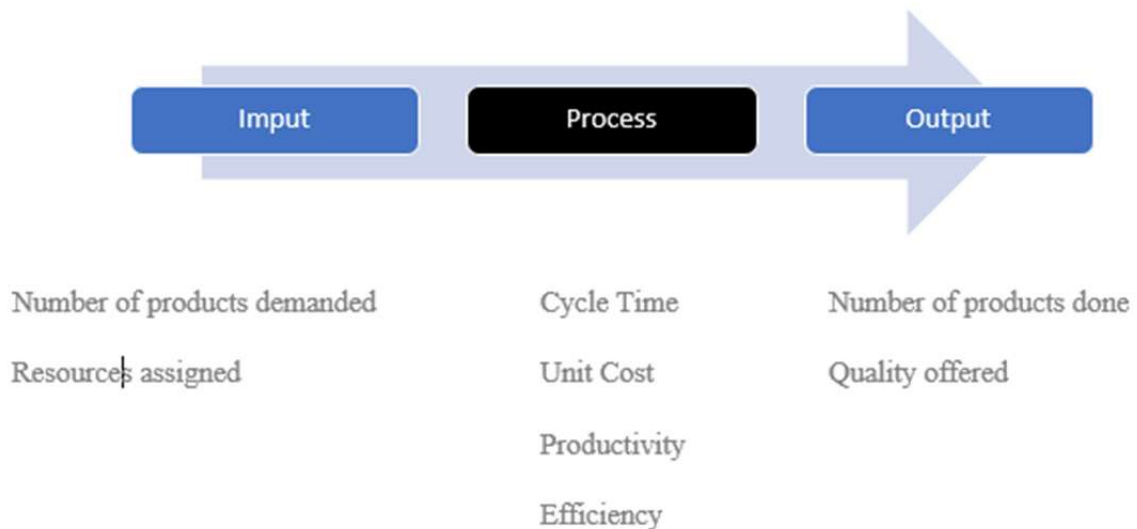 Imput Process Output
Number of products demanded Cycle Time Number of products done
Resources assigned Unit Cost Quality offered
Productivity
Efficiency